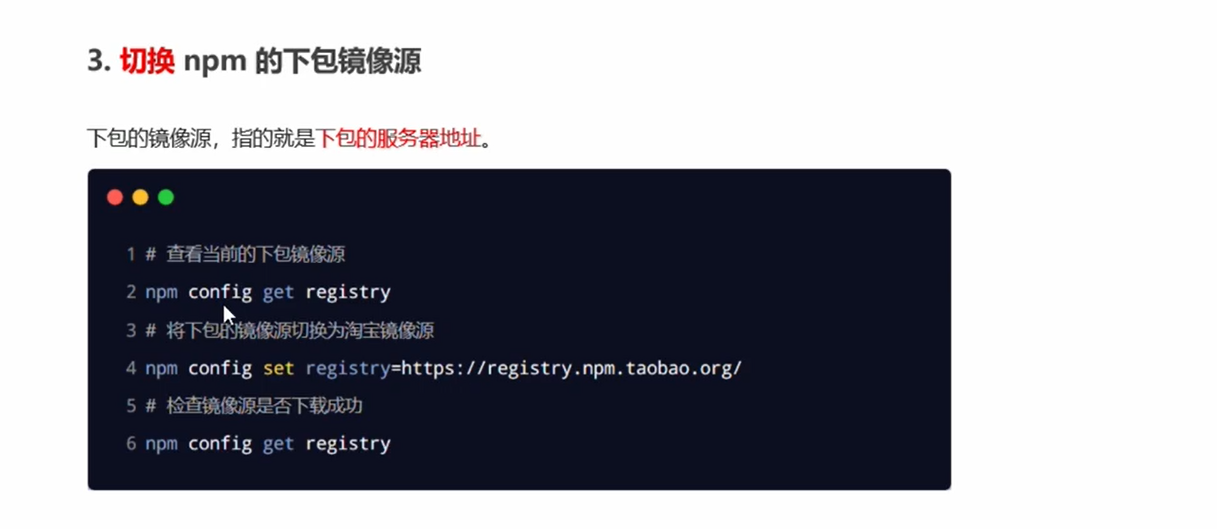 3. 切换 npm 的下包镜像源
下包的镜像源，指的就是下包的服务器地址。
1 # 查看当前的下包镜像源
2 npm config get registry
3 # 将下包的镜像源切换为淘宝镜像源
4 npm config set registry=https://registry.npm.taobao.org/
5 # 检查镜像源是否下载成功
6 npm config get registry